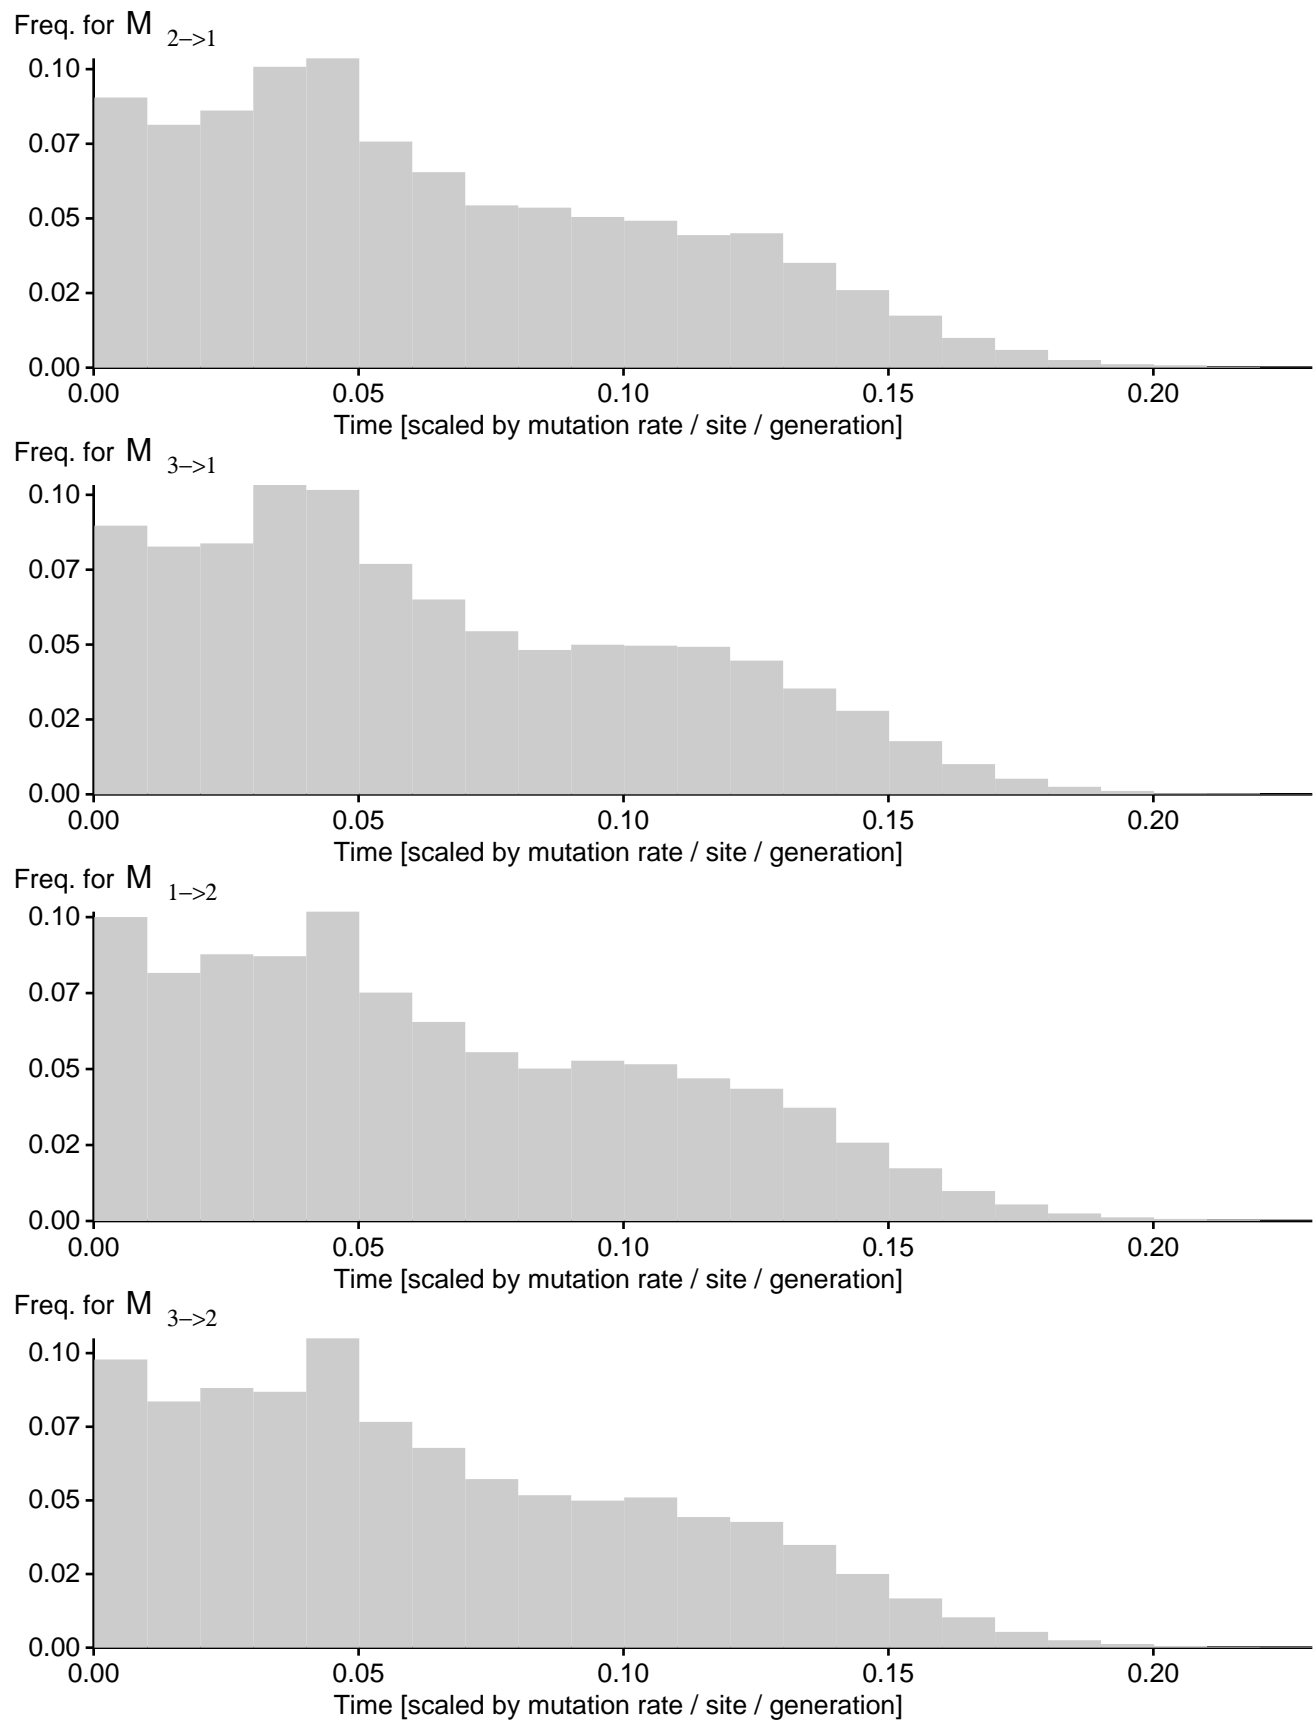 Freq. for M 2->1
0.10
0.07
0.05
0.02
0.00
0.00 0.05 0.10 0.15 0.20
Time [scaled by mutation rate / site / generation]
Freq. for M 3->1
0.10
0.07
0.05
0.02
0.00
0.00 0.05 0.10 0.15 0.20
Time [scaled by mutation rate / site / generation]
Freq. for M 1->2
0.10
0.07
0.05
0.02
0.00
0.00 0.05 0.10 0.15 0.20
Time [scaled by mutation rate / site / generation]
Freq. for M 3->2
0.10
0.07
0.05
0.02
0.00
0.00 0.05 0.10 0.15 0.20
Time [scaled by mutation rate / site / generation]